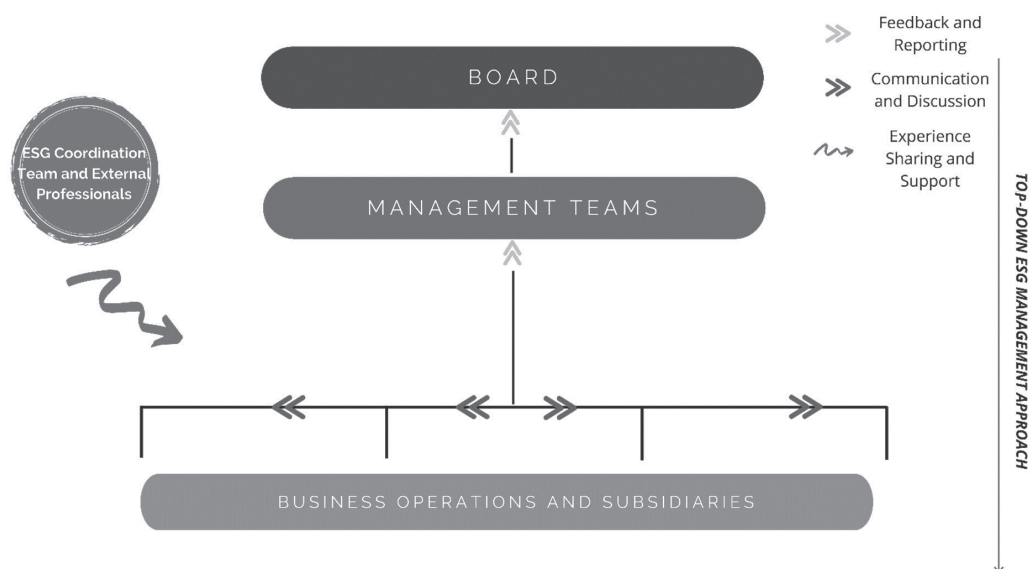 Feedback and
Reporting
BOARD
Communication
and Discussion
ESG Coordination
Team and External
Professionals
Experience
Sharing and
Support
MANAGEMENT TEAMS
TOP-DOWN ESG MANAGEMENT APPROACH
BUSINESS OPERATIONS AND SUBSIDIARIES